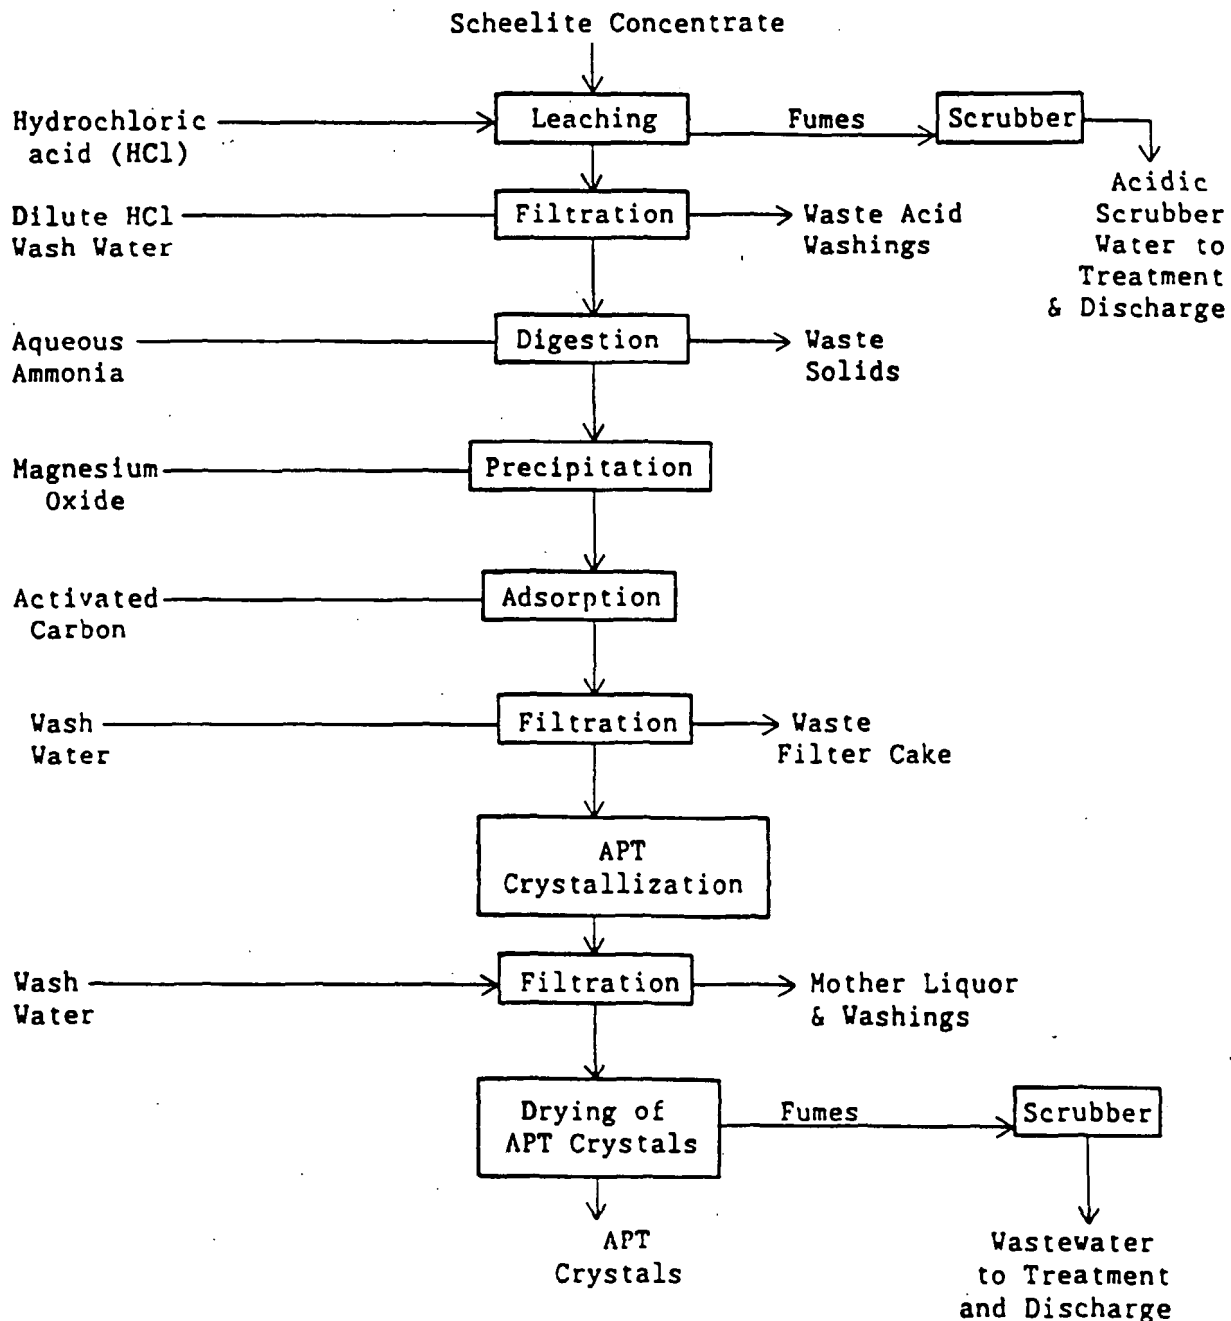 Scheelite Concentrate
Hydrochloric
acid (HCl)
Leaching
Fumes
Scrubber
Acidic
Scrubber
Water to
Treatment
& Discharge
Dilute HCl
Wash Water
Filtration
Waste Acid
Washings
Aqueous
Ammonia
Digestion
Waste
Solids
Magnesium
Oxide
Precipitation
Activated
Carbon
Adsorption
Wash
Water
Filtration
Waste
Filter Cake
APT
Crystallization
Wash
Water
Filtration
Mother Liquor
& Washings
Drying of
APT Crystals
Fumes
Scrubber
APT
Crystals
Wastewater
to Treatment
and Discharge